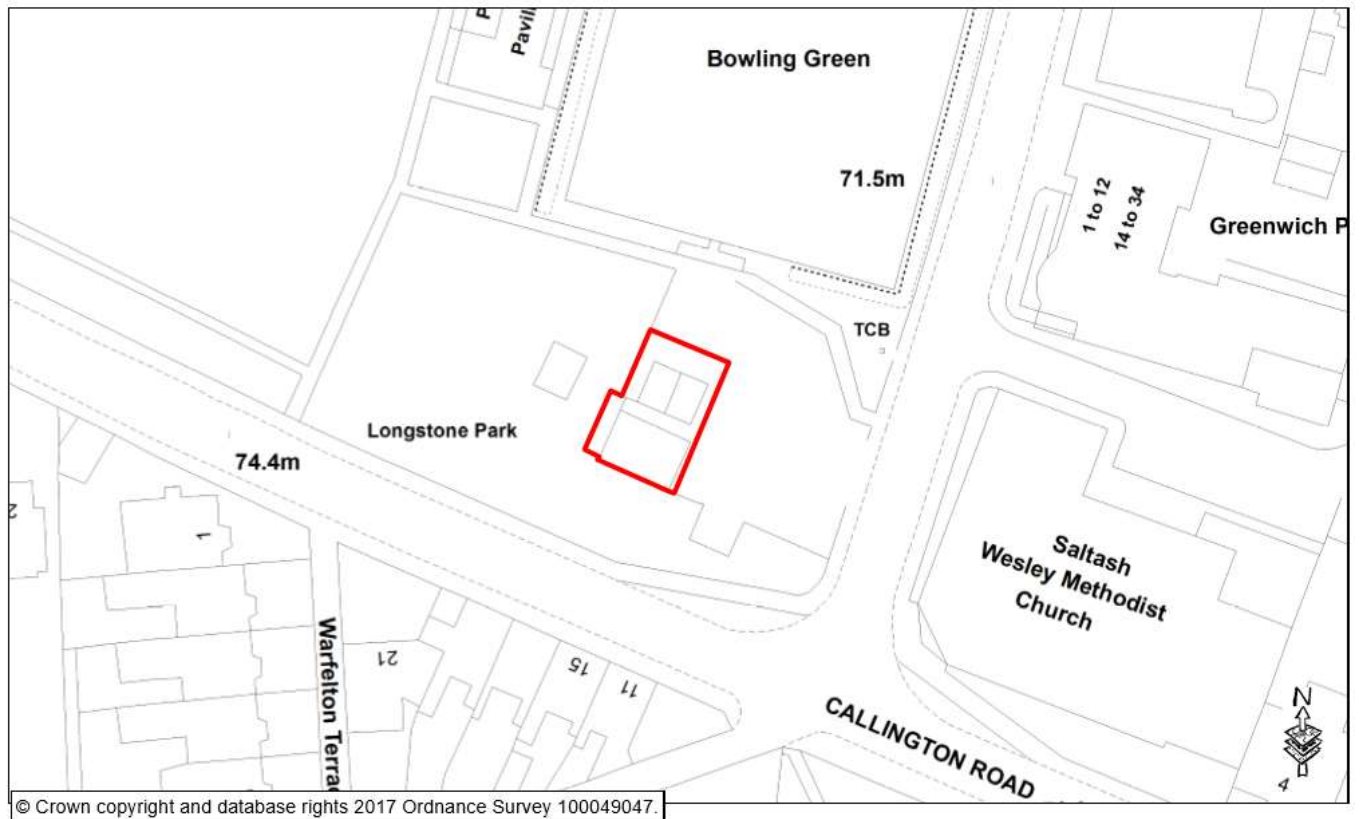 Pavili
Bowling Green
71.5m
1 to 12
14 to 34
Greenwich P
TCB
Longstone Park
74.4m
Saltash
Wesley Methodist
Church
2
1
Warfelton Terrac
21
15
11
CALLINGTON ROAD
N
4
© Crown copyright and database rights 2017 Ordnance Survey 100049047.